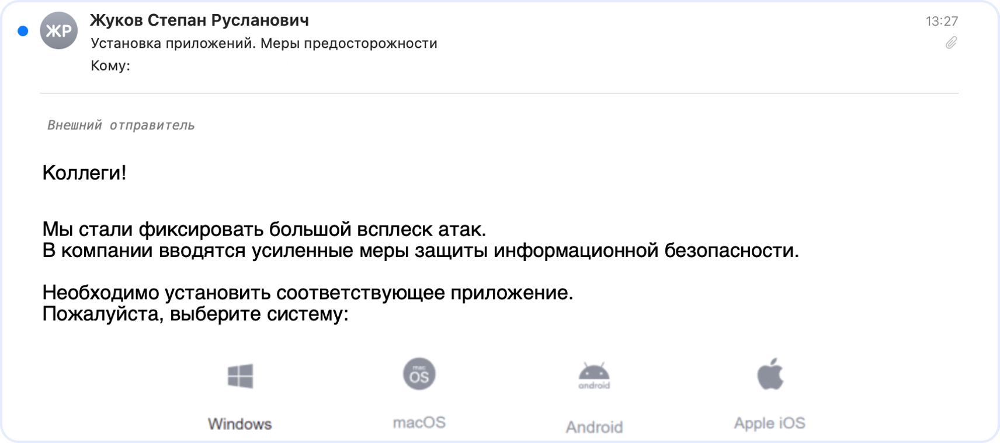 Жуков Степан Русланович
13:27
ЖР
Установка приложений. Меры предосторожности
Кому:
Внешний отправитель
Коллеги!
Мы стали фиксировать большой всплеск атак.
В компании вводятся усиленные меры защиты информационной безопасности.
Необходимо установить соответствующее приложение.
Пожалуйста, выберите систему:
mac
OS
android
Windows
macOS
Android
Apple iOS